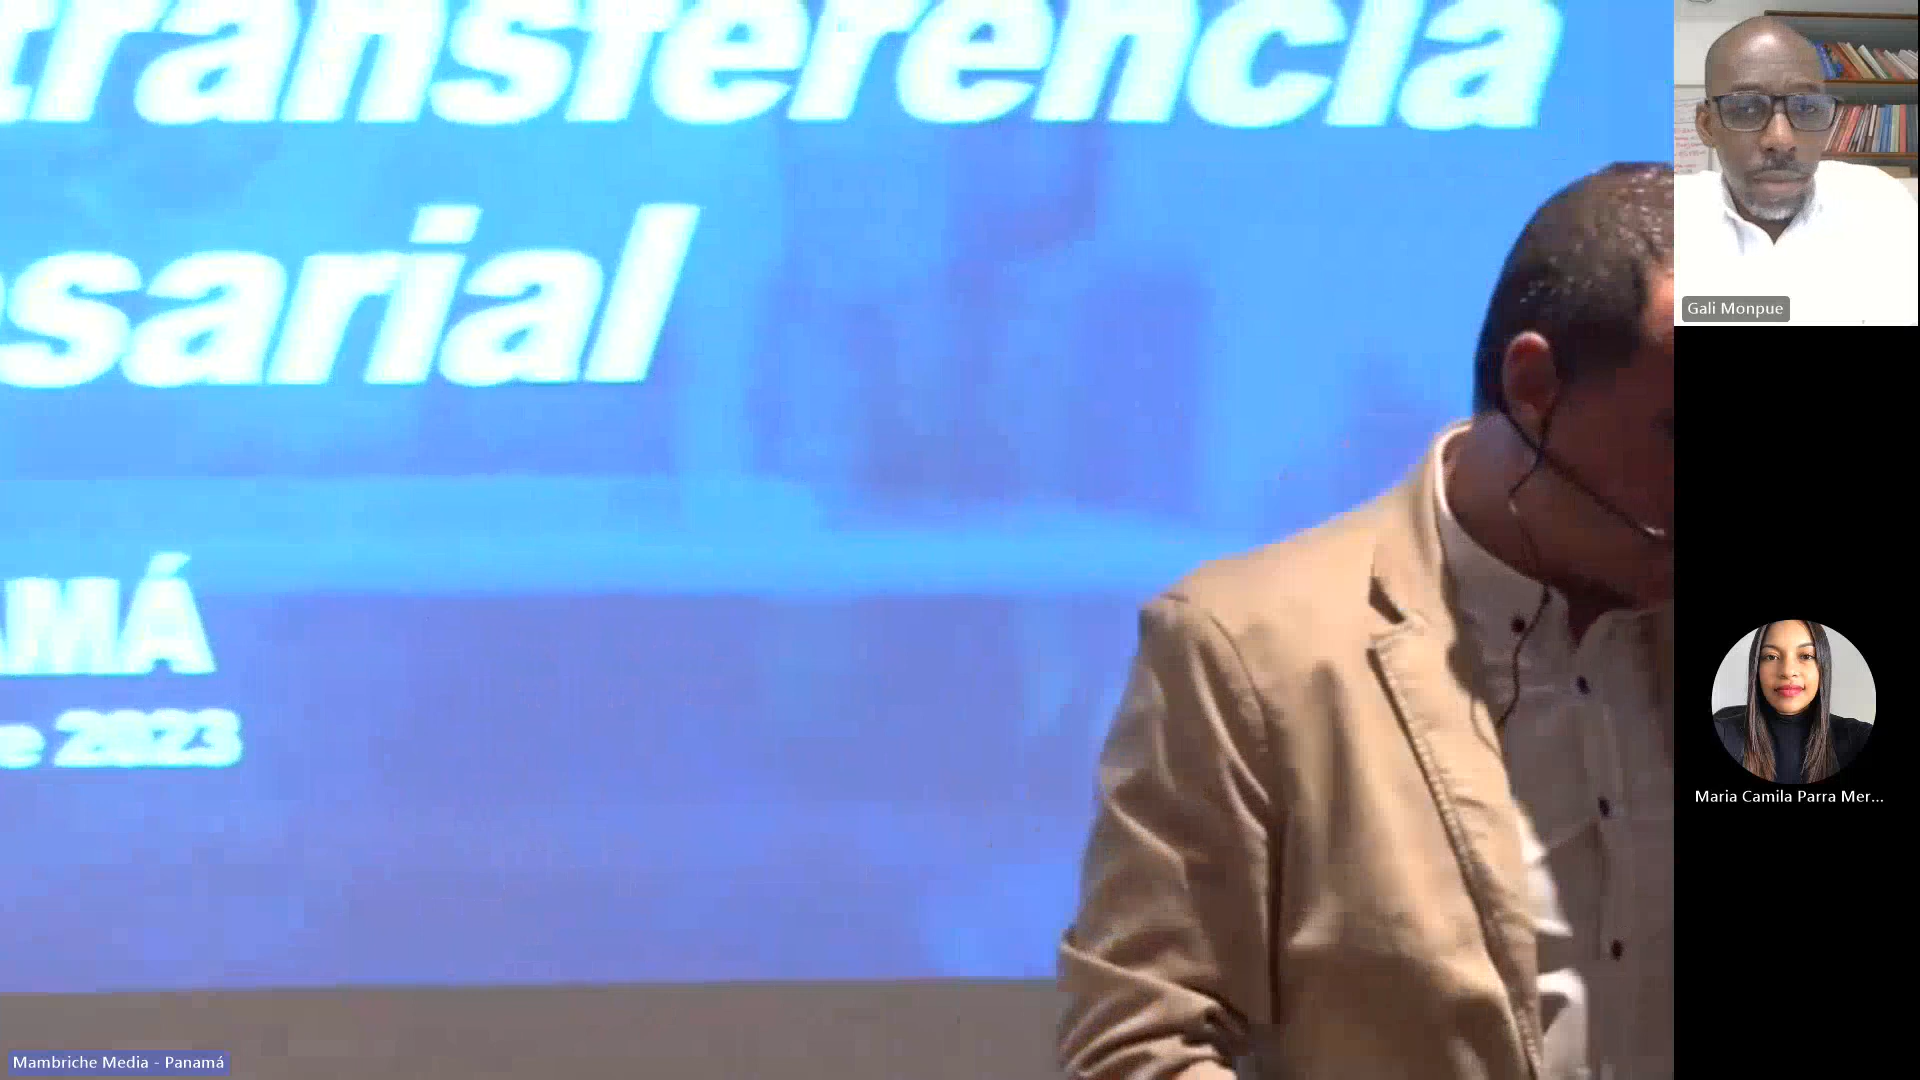 transferencia
sarial
AMÁ
e 2023
Gali Monpue
Maria Camila Parra Mer...
Mambriche Media - Panamá